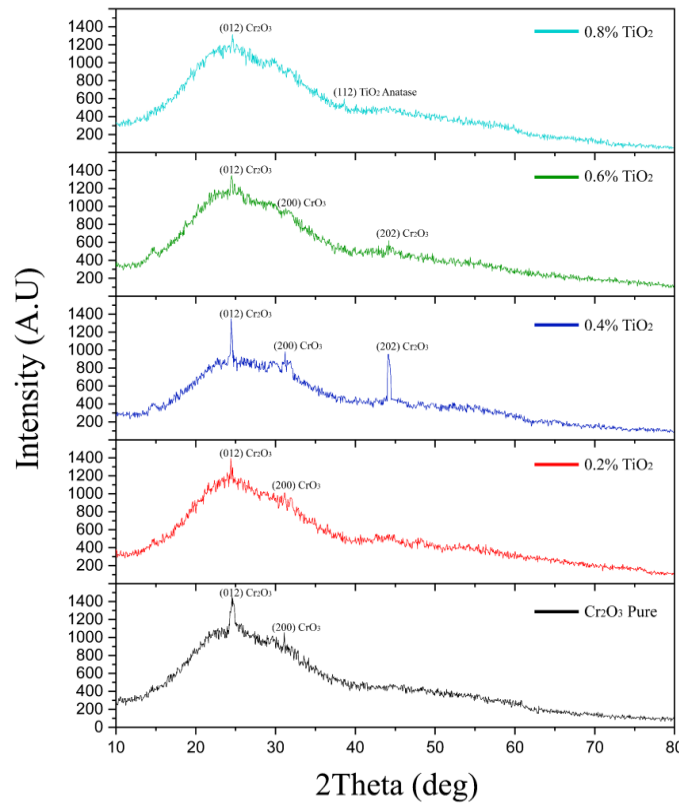 Intensity (A.U)
1400
1200
1000
800
600
400
200
(012) Cr₂O₃
(112) TiO₂ Anatase
0.8% TiO₂
1400
1200
1000
800
600
400
200
(012) Cr₂O₃
(200) CrO₃
(202) Cr₂O₃
0.6% TiO₂
1400
1200
1000
800
600
400
200
(012) Cr₂O₃
(200) CrO₃
(202) Cr₂O₃
0.4% TiO₂
1400
1200
1000
800
600
400
200
(012) Cr₂O₃
(200) CrO₃
0.2% TiO₂
1400
1200
1000
800
600
400
200
0
(012) Cr₂O₃
(200) CrO₃
Cr₂O₃ Pure
10 20 30 40 50 60 70 80
2Theta (deg)